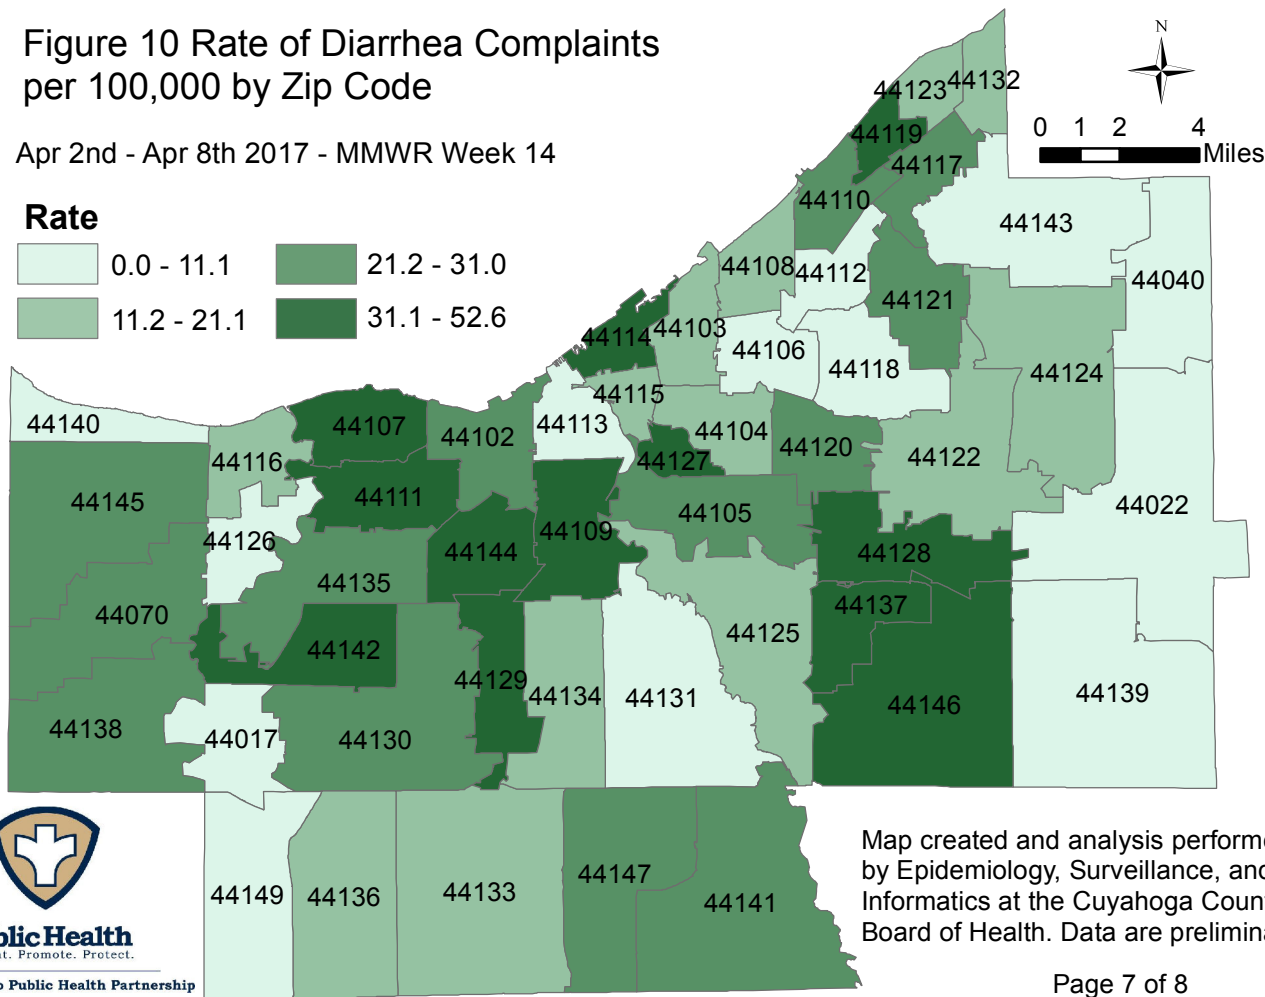 Figure 10 Rate of Diarrhea Complaints
per 100,000 by Zip Code
Apr 2nd - Apr 8th 2017 - MMWR Week 14
Rate
0.0 - 11.1
21.2 - 31.0
11.2 - 21.1
31.1 - 52.6
N
0 1 2 4
Miles
44123
44132
44119
44117
44110
44143
44108
44112
44040
44121
44114
44103
44106
44118
44124
44115
44140
44107
44102
44113
44104
44120
44116
44127
44122
44145
44111
44105
44022
44126
44109
44144
44128
44135
44070
44137
44125
44142
44129
44134
44131
44146
44139
44138
44017
44130
44149
44136
44133
44147
44141
blic Health
nt. Promote. Protect.
o Public Health Partnership
Map created and analysis performe
by Epidemiology, Surveillance, and
Informatics at the Cuyahoga Coun
Board of Health. Data are prelimina
Page 7 of 8